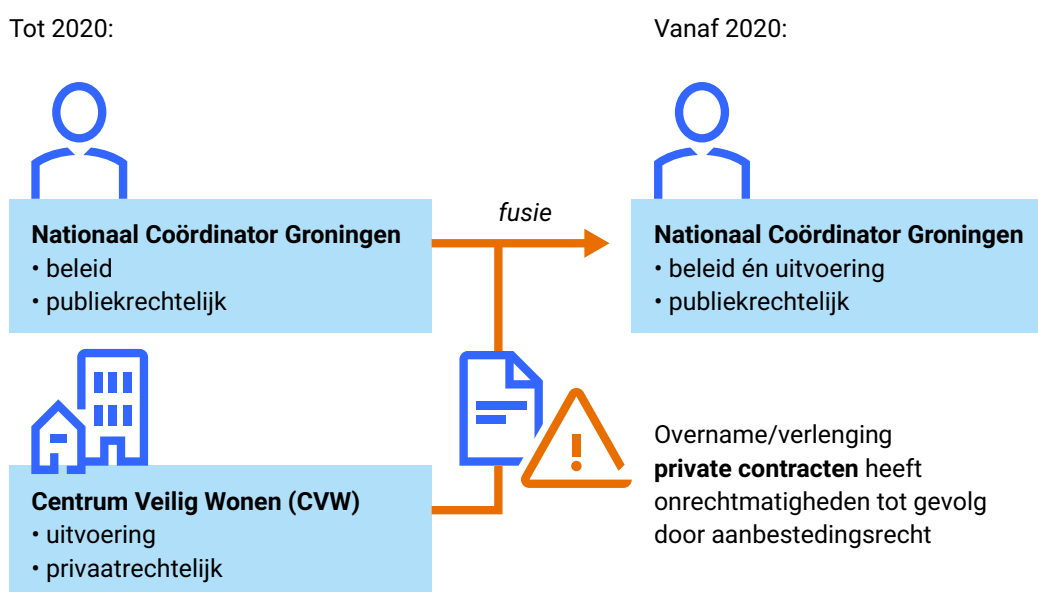 Tot 2020:
Vanaf 2020:
Nationaal Coördinator Groningen
• beleid
• publiekrechtelijk
fusie
Nationaal Coördinator Groningen
• beleid én uitvoering
• publiekrechtelijk
Centrum Veilig Wonen (CVW)
• uitvoering
• privaatrechtelijk
Overname/verlenging
private contracten heeft
onrechtmatigheden tot gevolg
door aanbestedingsrecht